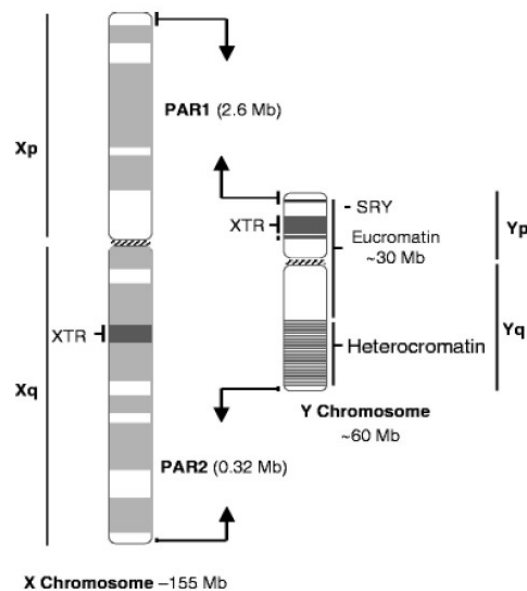 PAR1 (2.6 Mb)
Xp
SRY
XTR
Yp
Eucromatin
~30 Mb
XTR
Yq
Heterocromatin
Xq
Y Chromosome
~60 Mb
PAR2 (0.32 Mb)
X Chromosome –155 Mb